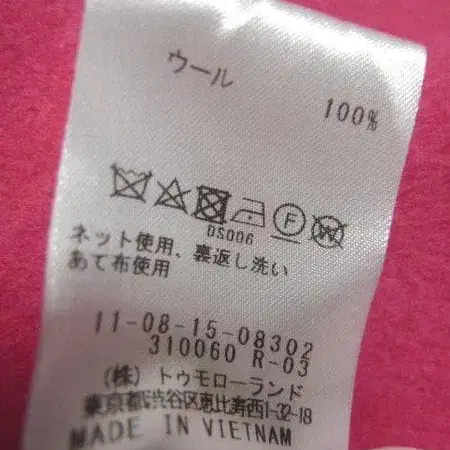 ウール
100%
F W
DS006
ネット使用、裏返し洗い
あて布使用
11-08-15-08302
310060 R-03
(株) トゥモローランド
東京都渋谷区恵比寿西1-32-18
MADE IN VIETNAM